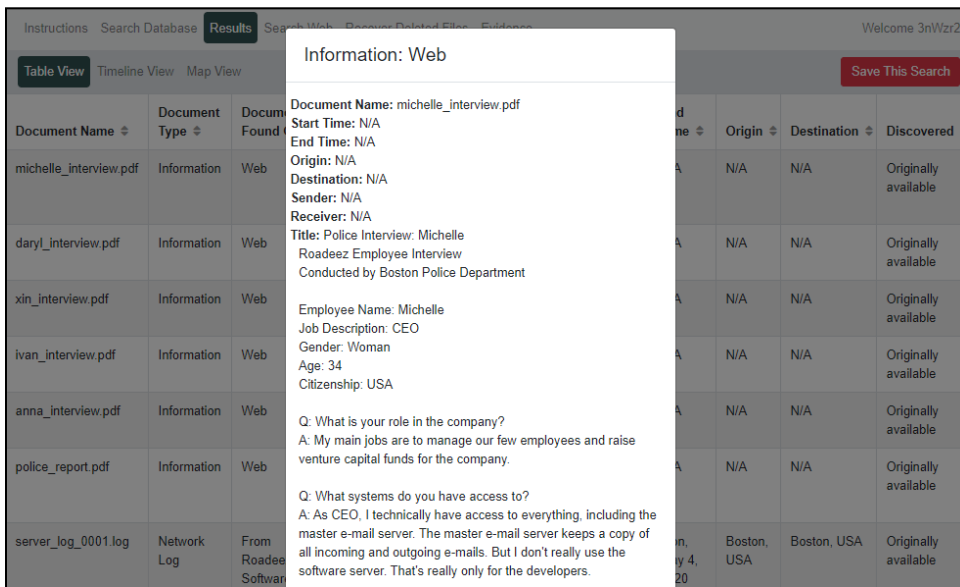 Instructions Search Database Results Search Web Recover Deleted Files Evidence Welcome 3nWzr2
Table View Timeline View Map View Save This Search
Information: Web
Document Name Document Type Origin Destination Discovered
Document Name: michelle_interview.pdf
Start Time: N/A
End Time: N/A
Origin: N/A
Destination: N/A
Sender: N/A
Receiver: N/A
Title: Police Interview: Michelle
Roadeez Employee Interview
Conducted by Boston Police Department
Employee Name: Michelle
Job Description: CEO
Gender: Woman
Age: 34
Citizenship: USA
Q: What is your role in the company?
A: My main jobs are to manage our few employees and raise
venture capital funds for the company.
Q: What systems do you have access to?
A: As CEO, I technically have access to everything, including the
master e-mail server. The master e-mail server keeps a copy of
all incoming and outgoing e-mails. But I don't really use the
software server. That's really only for the developers.
michelle_interview.pdf Information Web N/A N/A Originally
available
daryl_interview.pdf Information Web N/A N/A Originally
available
xin_interview.pdf Information Web N/A N/A Originally
available
ivan_interview.pdf Information Web N/A N/A Originally
available
anna_interview.pdf Information Web N/A N/A Originally
available
police_report.pdf Information Web N/A N/A Originally
available
server_log_0001.log Network From Boston, Boston, USA Originally
Log USA available